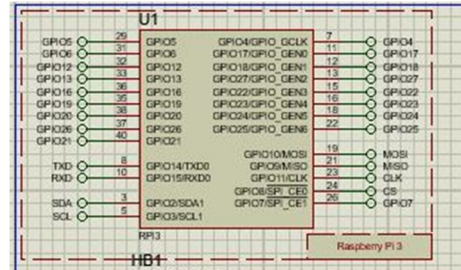 U1
GPIO5 29 GPIO5 GPIO4/GPIO_GCLK 7 GPIO4
GPIO6 31 GPIO6 GPIO17/GPIO_GEN0 11 GPIO17
GPIO12 32 GPIO12 GPIO18/GPIO_GEN1 12 GPIO18
GPIO13 33 GPIO13 GPIO27/GPIO_GEN2 13 GPIO27
GPIO16 36 GPIO16 GPIO22/GPIO_GEN3 15 GPIO22
GPIO19 35 GPIO19 GPIO23/GPIO_GEN4 16 GPIO23
GPIO20 38 GPIO20 GPIO24/GPIO_GEN5 18 GPIO24
GPIO26 37 GPIO26 GPIO25/GPIO_GEN6 22 GPIO25
GPIO21 40 GPIO21
GPIO10/MOSI 19 MOSI
TXD 8 GPIO14/TXD0 GPIO9/MISO 21 MISO
RXD 10 GPIO15/RXD0 GPIO11/CLK 23 CLK
GPIO8/SPI_CE0 24 CS
SDA 3 GPIO2/SDA1 GPIO7/SPI_CE1 26 GPIO7
SCL 5 GPIO3/SCL1
RPI3
Raspberry Pi 3
HB1